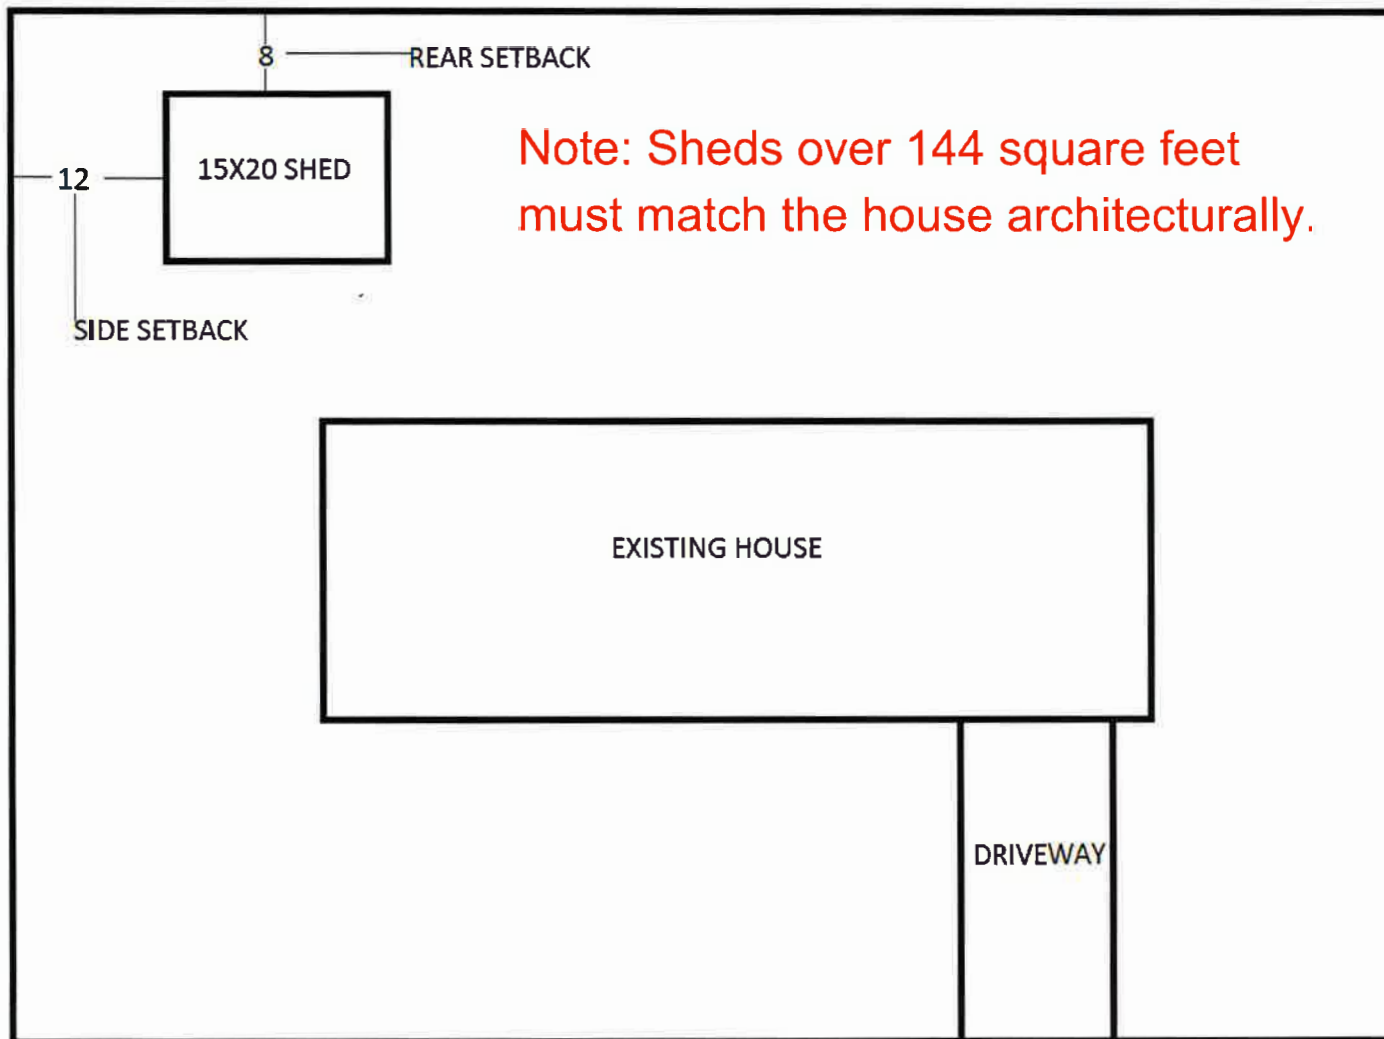 8 REAR SETBACK
Note: Sheds over 144 square feet
must match the house architecturally.
15X20 SHED
12
SIDE SETBACK
EXISTING HOUSE
DRIVEWAY